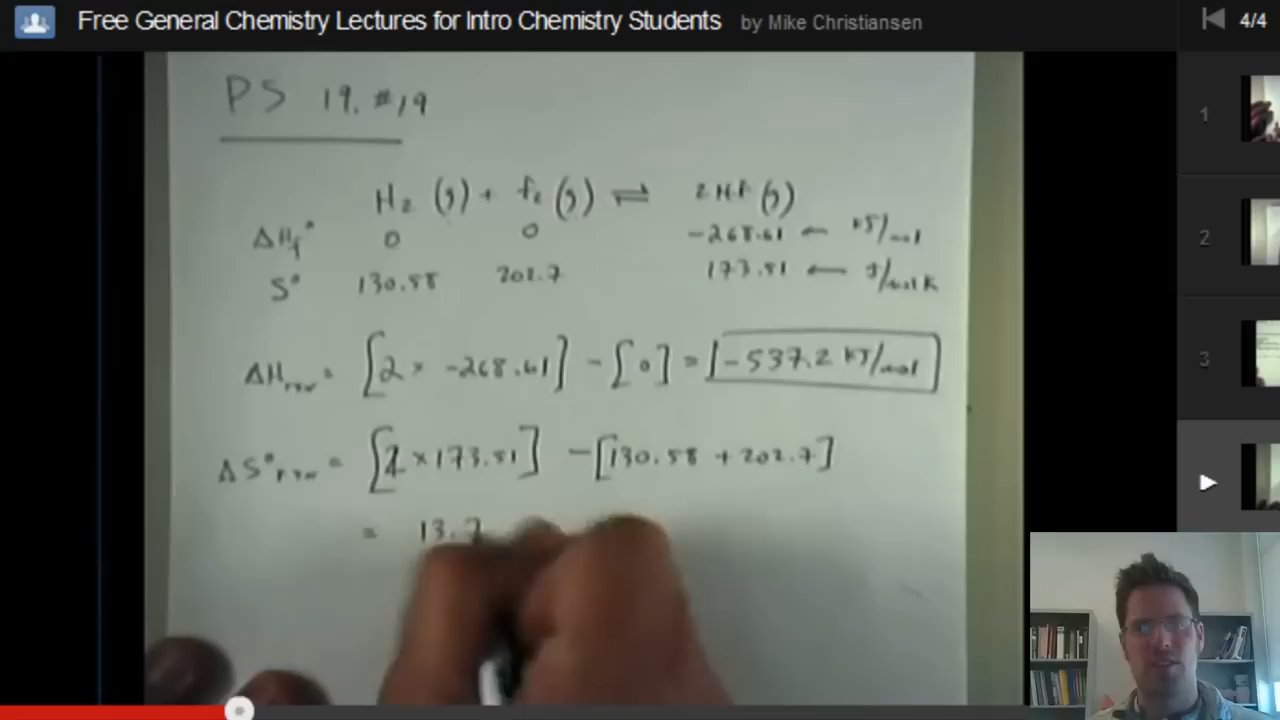 Free General Chemistry Lectures for Intro Chemistry Students by Mike Christiansen
4/4
PS 19. #19
H₂ (g) + F₂ (g) ⇌ 2HF (g)
ΔHf° 0 0 -268.61 ← kJ/mol
S° 130.58 202.7 173.51 ← J/mol K
ΔHrxn = [2 × -268.61] - [0] = -537.2 kJ/mol
ΔS°rxn = [2 × 173.51] - [130.58 + 202.7]
= 13.7
1
2
3